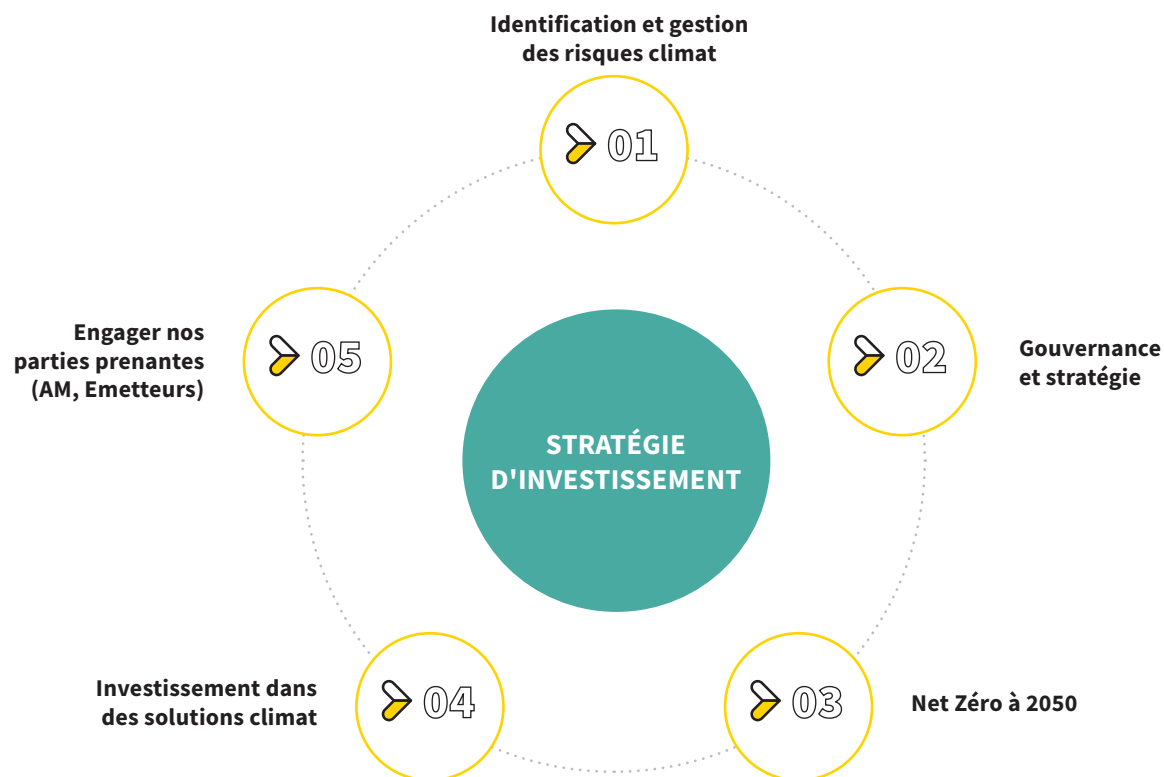 Identification et gestion
des risques climat
01
02
Gouvernance
et stratégie
03
Net Zéro à 2050
04
Investissement dans
des solutions climat
05
Engager nos
parties prenantes
(AM, Emetteurs)
STRATÉGIE
D'INVESTISSEMENT